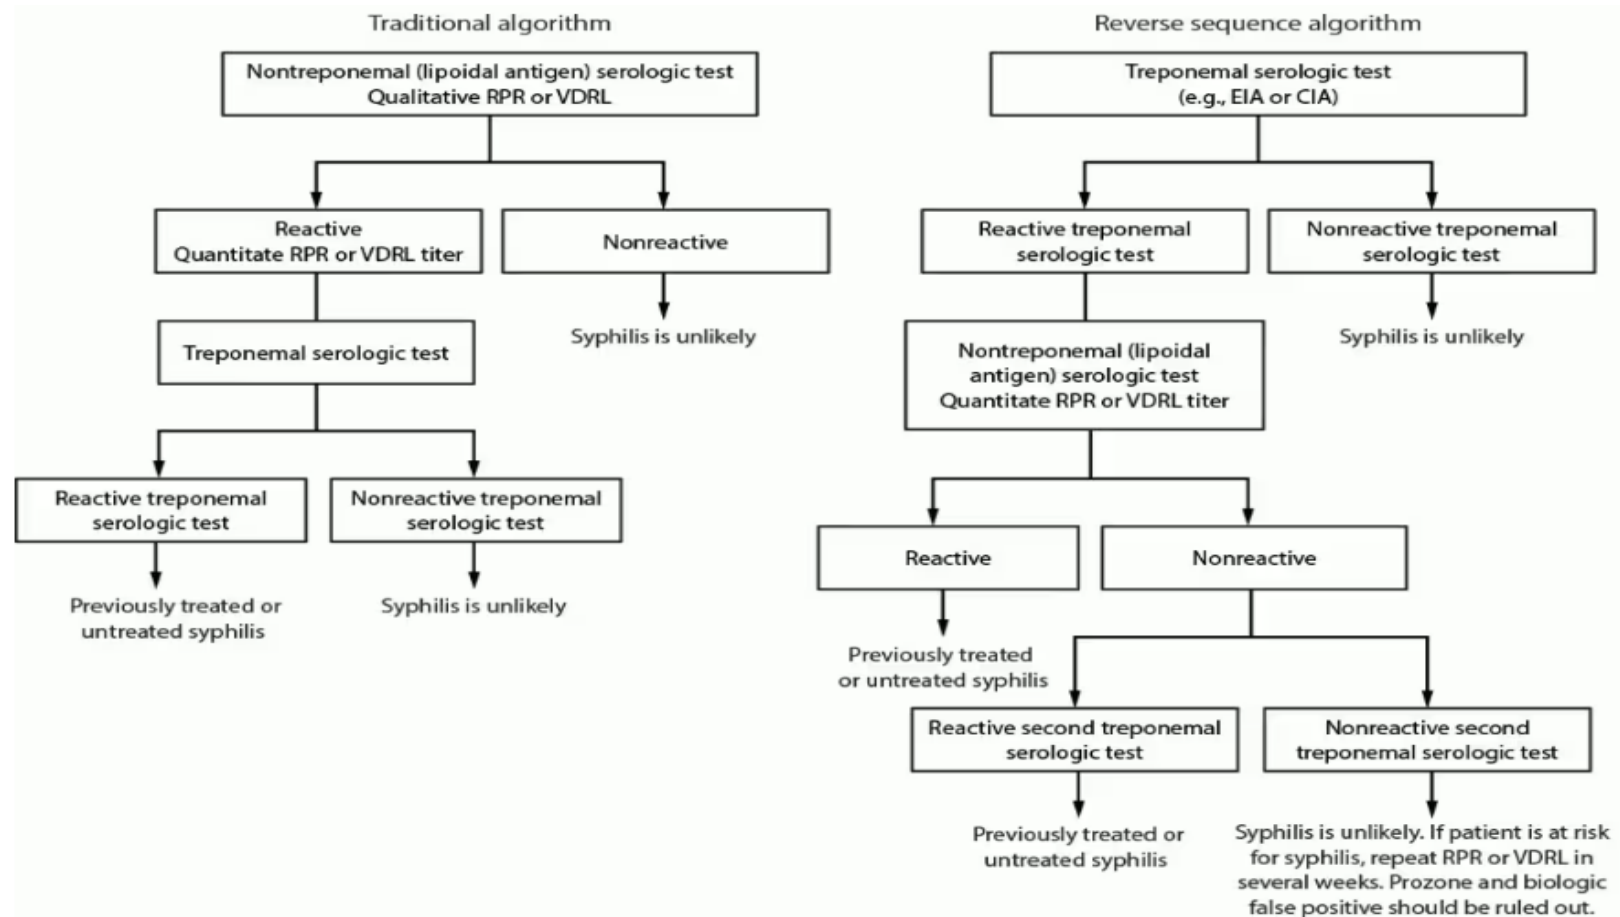 Traditional algorithm
Nontreponemal (lipoidal antigen) serologic test
Qualitative RPR or VDRL
Reactive
Quantitate RPR or VDRL titer
Nonreactive
Syphilis is unlikely
Treponemal serologic test
Reactive treponemal
serologic test
Nonreactive treponemal
serologic test
Previously treated or
untreated syphilis
Syphilis is unlikely
Reverse sequence algorithm
Treponemal serologic test
(e.g., EIA or CIA)
Reactive treponemal
serologic test
Nonreactive treponemal
serologic test
Syphilis is unlikely
Nontreponemal (lipoidal
antigen) serologic test
Quantitate RPR or VDRL titer
Reactive
Nonreactive
Previously treated
or untreated syphilis
Reactive second treponemal
serologic test
Nonreactive second
treponemal serologic test
Previously treated or
untreated syphilis
Syphilis is unlikely. If patient is at risk
for syphilis, repeat RPR or VDRL in
several weeks. Prozone and biologic
false positive should be ruled out.